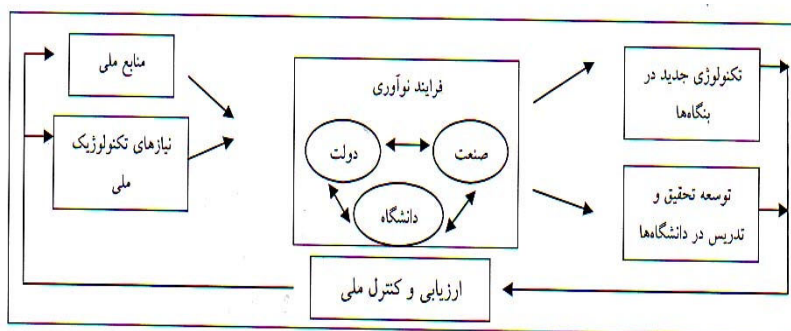 تکنولوژی جدید در
بنگاه‌ها
توسعه تحقیق و
تدریس در دانشگاه‌ها
فرایند نوآوری
صنعت
دولت
دانشگاه
منابع ملی
نیازهای تکنولوژیک
ملی
ارزیابی و کنترل ملی